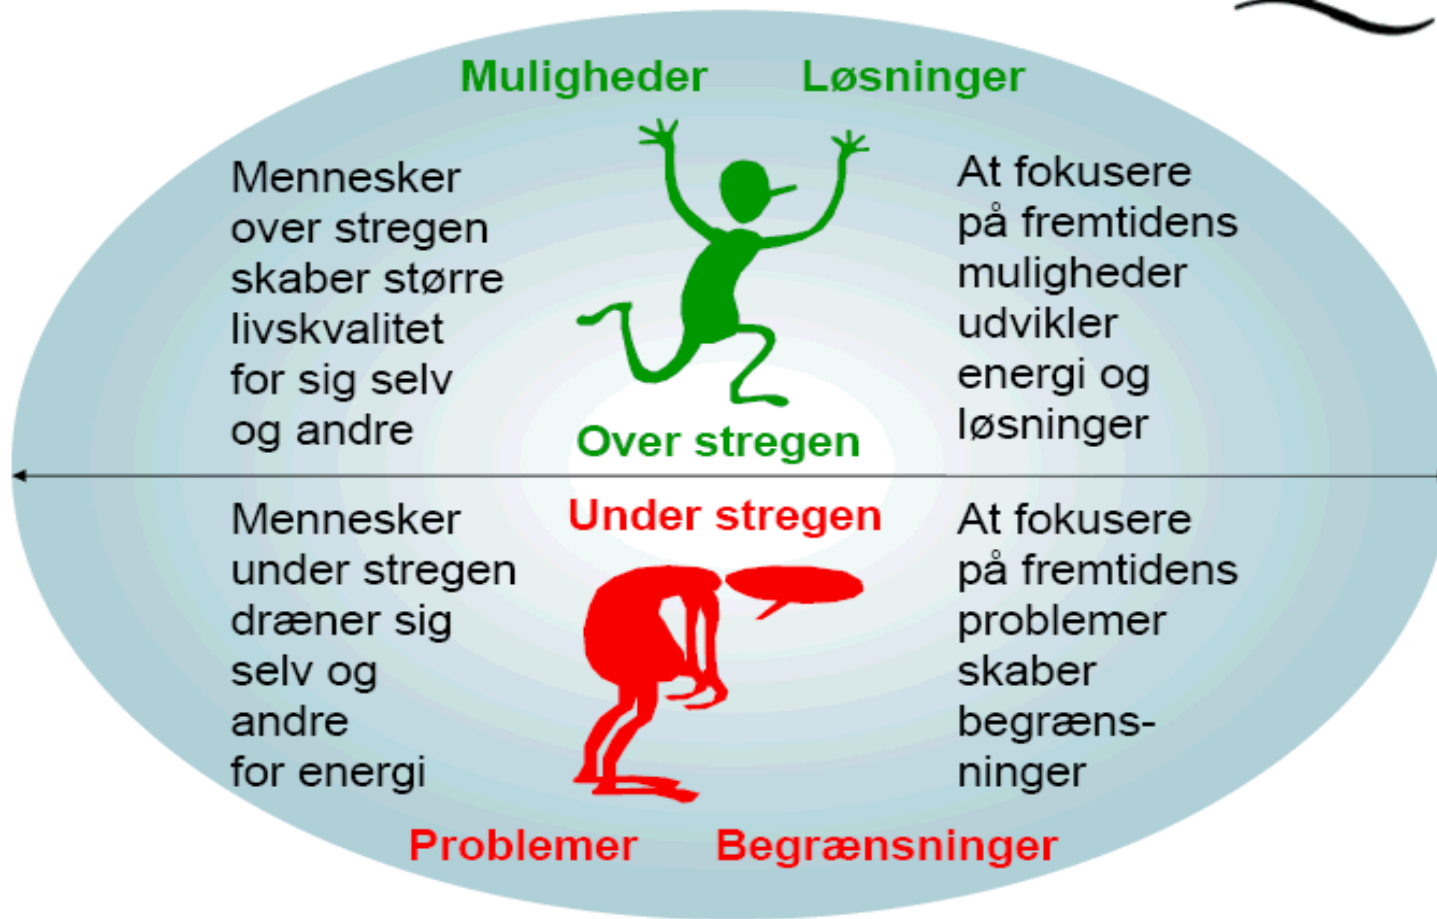 Muligheder Løsninger
Mennesker
over stregen
skaber større
livskvalitet
for sig selv
og andre
At fokusere
på fremtidens
muligheder
udvikler
energi og
løsninger
Over stregen
Under stregen
Mennesker
under stregen
dræner sig
selv og
andre
for energi
At fokusere
på fremtidens
problemer
skaber
begræns-
ninger
Problemer Begrænsninger